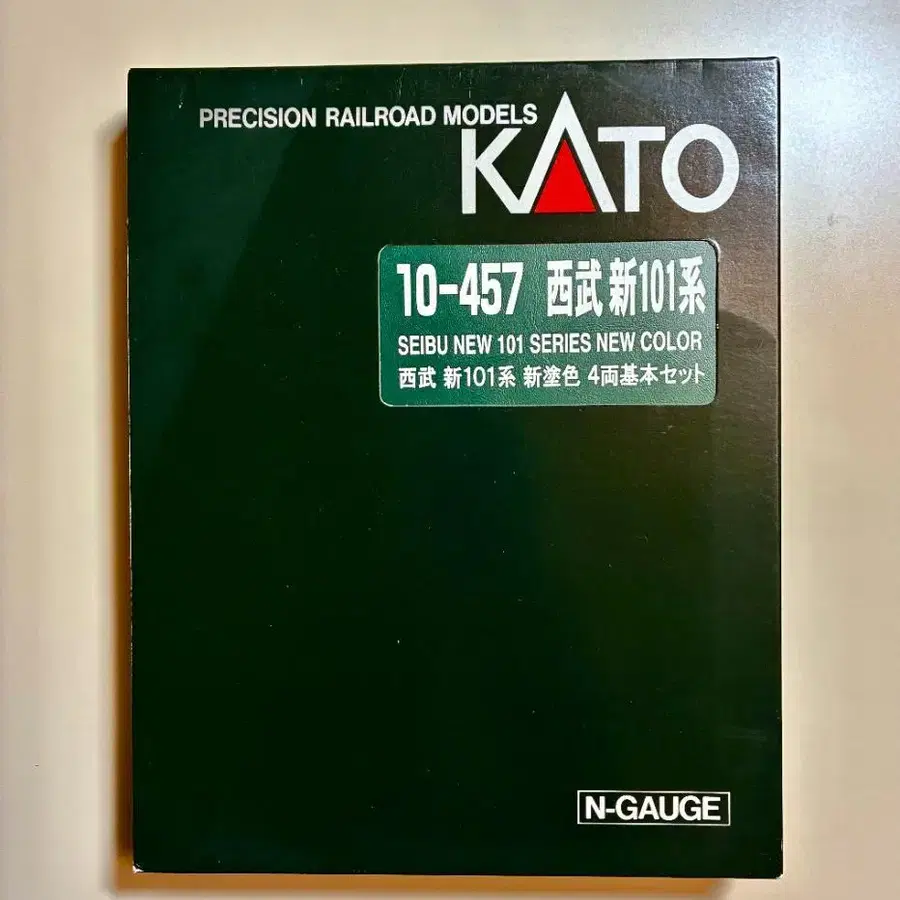 PRECISION RAILROAD MODELS
KATO
10-457 西武 新101系
SEIBU NEW 101 SERIES NEW COLOR
西武 新101系 新塗色 4両基本セット
N-GAUGE